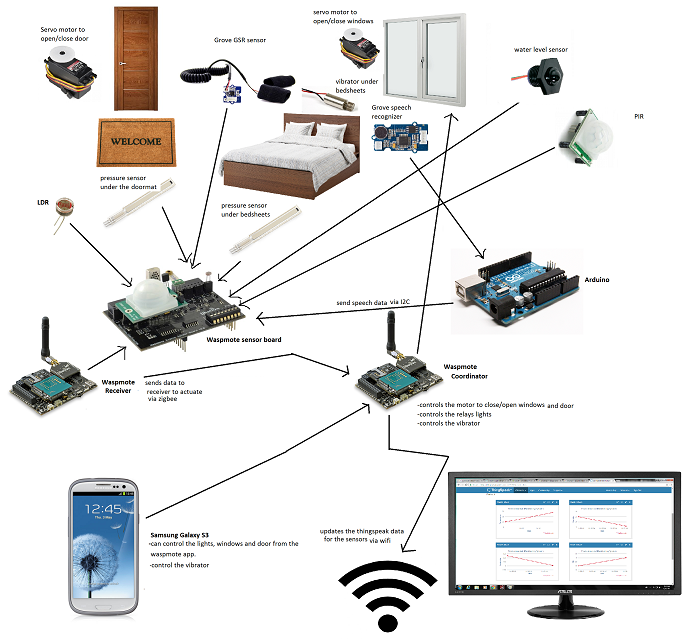 Servo motor to
open/close door
Grove GSR sensor
servo motor to
open/close windows
water level sensor
vibrator under
bedsheets
Grove speech
recognizer
PIR
WELCOME
pressure sensor
under the doormat
LDR
pressure sensor
under bedsheets
Arduino
send speech data via I2C
Waspmote sensor board
Waspmote
Receiver
sends data to
receiver to actuate
via zigbee
Waspmote
Coordinator
-controls the motor to close/open windows and door
-controls the relays lights
-controls the vibrator
12:45
Samsung Galaxy S3
-can control the lights, windows and door from the
waspmote app.
-control the vibrator
updates the thingspeak data
for the sensors via wifi
ThingSpeak
ASUS